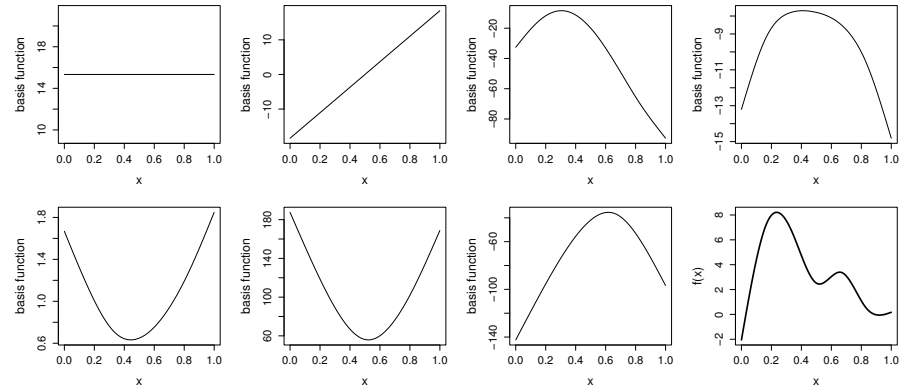 basis function
10 14 18
0.0 0.2 0.4 0.6 0.8 1.0
x
basis function
−10 0 10
0.0 0.2 0.4 0.6 0.8 1.0
x
basis function
−80 −60 −40 −20
0.0 0.2 0.4 0.6 0.8 1.0
x
basis function
−15 −13 −11 −9
0.0 0.2 0.4 0.6 0.8 1.0
x
basis function
0.6 1.0 1.4 1.8
0.0 0.2 0.4 0.6 0.8 1.0
x
basis function
60 100 140 180
0.0 0.2 0.4 0.6 0.8 1.0
x
basis function
−140 −100 −60
0.0 0.2 0.4 0.6 0.8 1.0
x
f(x)
−2 0 2 4 6 8
0.0 0.2 0.4 0.6 0.8 1.0
x